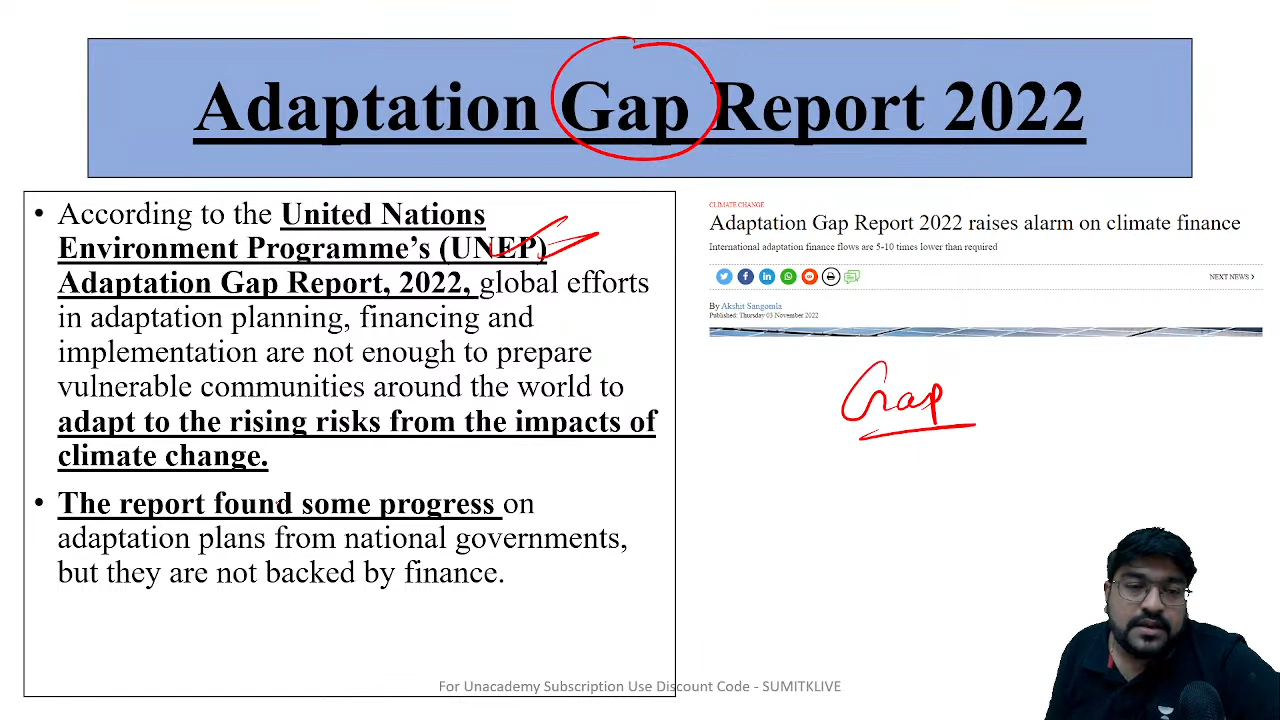 Adaptation Gap Report 2022
• According to the United Nations
Environment Programme's (UNEP)
Adaptation Gap Report, 2022, global efforts
in adaptation planning, financing and
implementation are not enough to prepare
vulnerable communities around the world to
adapt to the rising risks from the impacts of
climate change.
• The report found some progress on
adaptation plans from national governments,
but they are not backed by finance.
CLIMATE CHANGE
Adaptation Gap Report 2022 raises alarm on climate finance
International adaptation finance flows are 5-10 times lower than required
NEXT NEWS ❯
By Akshit Sangomla
Published: Thursday 03 November 2022
Gap
For Unacademy Subscription Use Discount Code - SUMITKLIVE